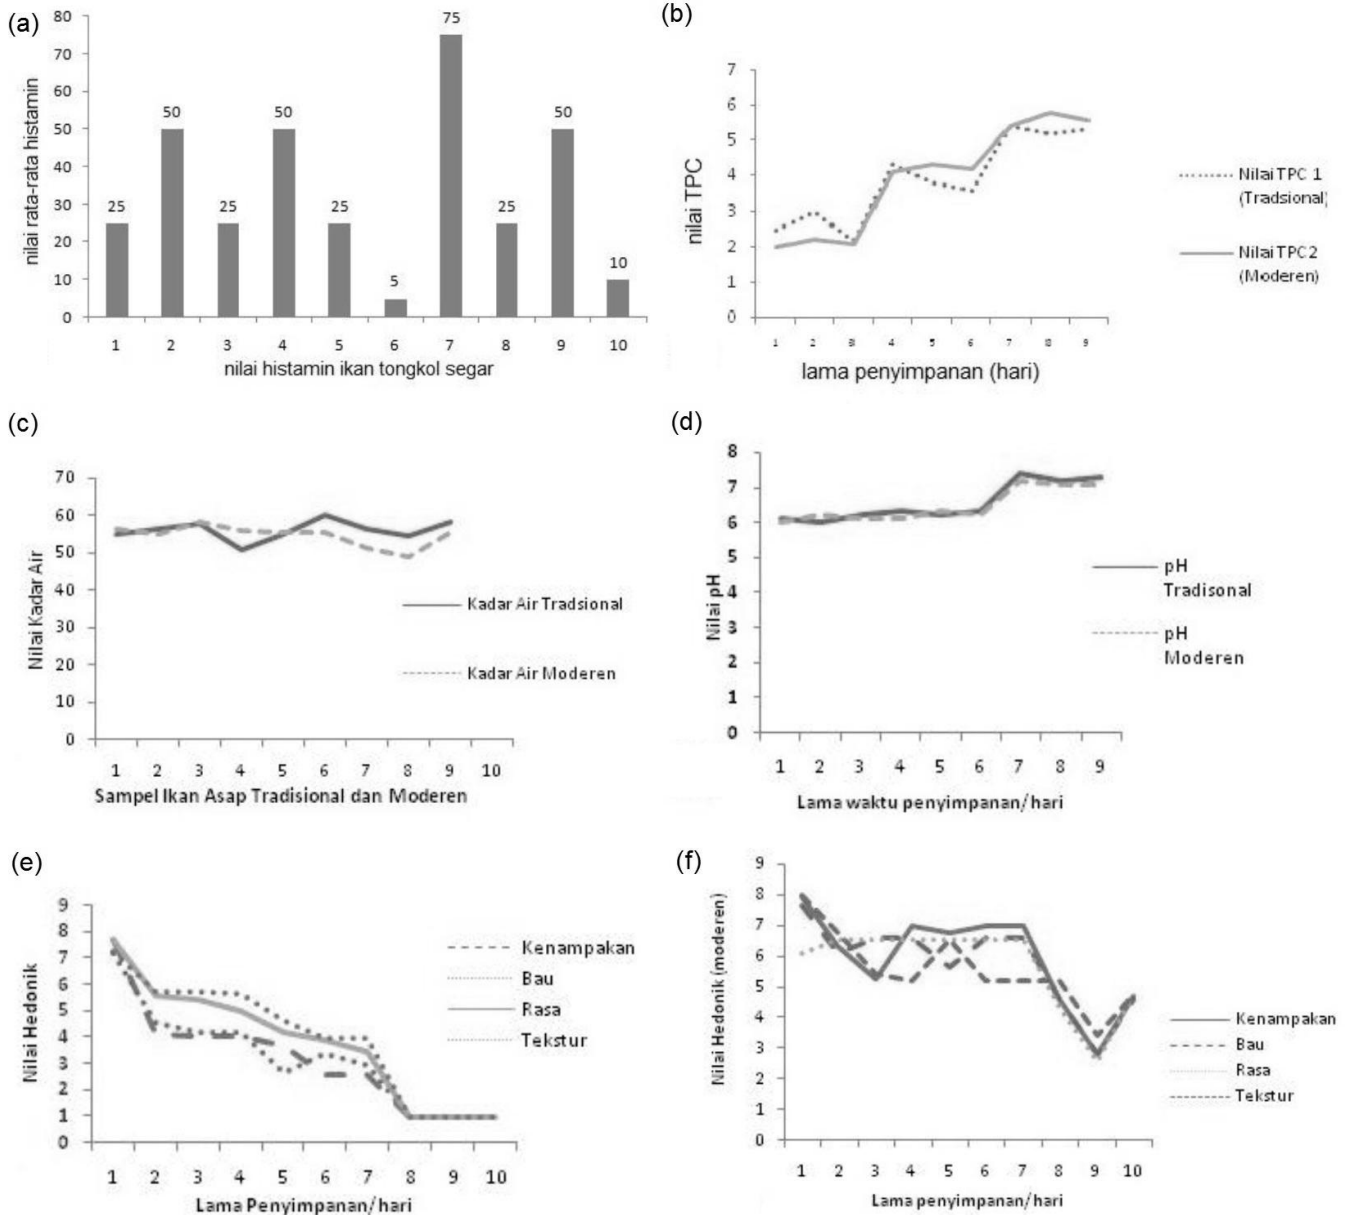 (a)
80
70
60
50
40
30
20
10
0
nilai rata-rata histamin
25
50
25
50
25
5
75
25
50
10
1 2 3 4 5 6 7 8 9 10
nilai histamin ikan tongkol segar
(b)
7
6
5
4
3
2
1
0
nilai TPC
1 2 3 4 5 6 7 8 9
lama penyimpanan (hari)
Nilai TPC 1
(Tradsional)
Nilai TPC 2
(Moderen)
(c)
70
60
50
40
30
20
10
0
Nilai Kadar Air
Kadar Air Tradsional
Kadar Air Moderen
1 2 3 4 5 6 7 8 9 10
Sampel Ikan Asap Tradisional dan Moderen
(d)
8
7
6
5
4
3
2
1
0
Nilai pH
pH
Tradisonal
pH
Moderen
1 2 3 4 5 6 7 8 9
Lama waktu penyimpanan/hari
(e)
9
8
7
6
5
4
3
2
1
0
Nilai Hedonik
Kenampakan
Bau
Rasa
Tekstur
1 2 3 4 5 6 7 8 9 10
Lama Penyimpanan/hari
(f)
9
8
7
6
5
4
3
2
1
0
Nilai Hedonik (moderen)
Kenampakan
Bau
Rasa
Tekstur
1 2 3 4 5 6 7 8 9 10
Lama penyimpanan/hari